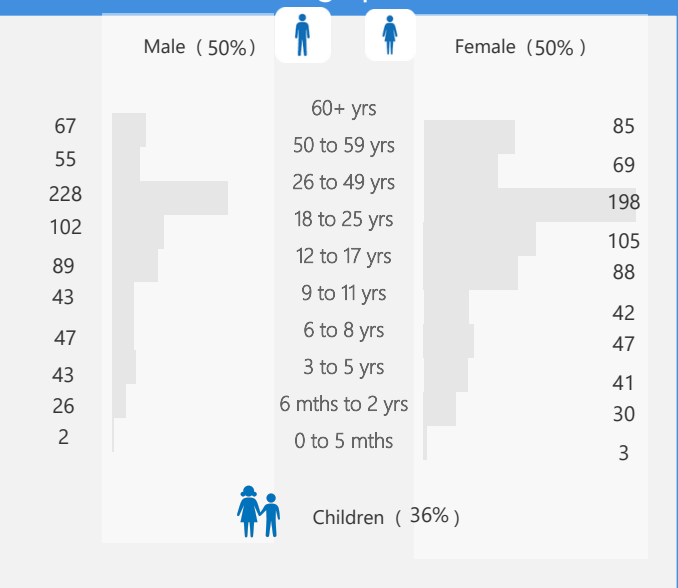 Male ( 50% )
Female ( 50% )
60+ yrs
67
85
50 to 59 yrs
55
69
26 to 49 yrs
228
198
18 to 25 yrs
102
105
12 to 17 yrs
89
88
9 to 11 yrs
43
42
6 to 8 yrs
47
47
3 to 5 yrs
43
41
6 mths to 2 yrs
26
30
0 to 5 mths
2
3
Children ( 36% )